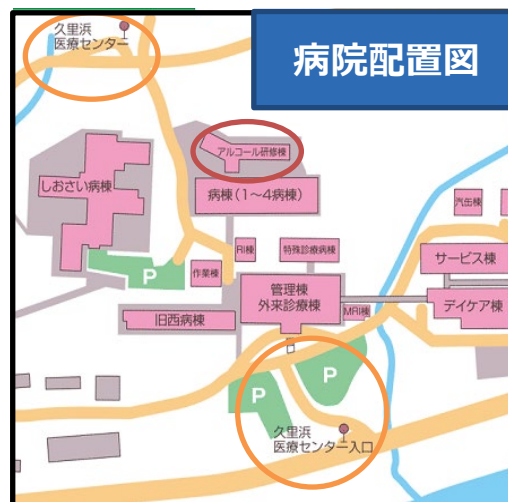 久里浜
医療センター
病院配置図
アルコール研修棟
しおさい病棟
病棟(1〜4病棟)
汽缶棟
RI棟
特殊診療病棟
サービス棟
P
作業棟
管理棟
外来診療棟
デイケア棟
MRI棟
旧西病棟
P
P
久里浜
医療センター入口